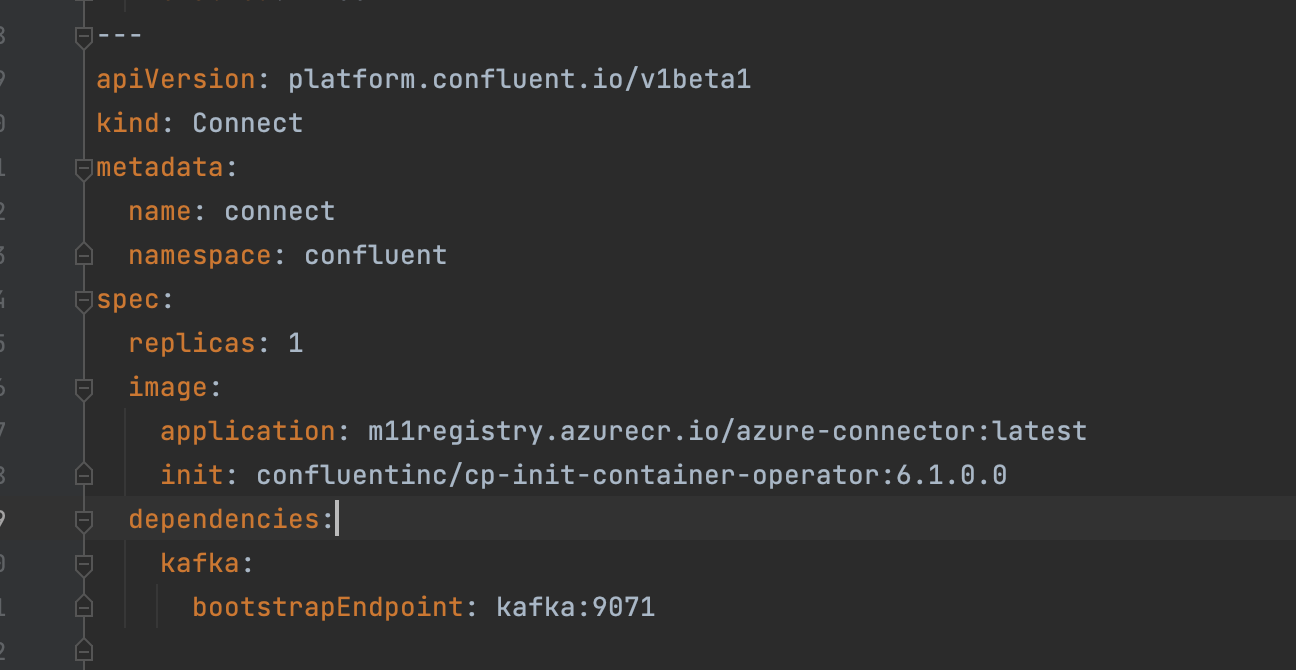 ---
apiVersion: platform.confluent.io/v1beta1
kind: Connect
metadata:
  name: connect
  namespace: confluent
spec:
  replicas: 1
  image:
    application: m11registry.azurecr.io/azure-connector:latest
    init: confluentinc/cp-init-container-operator:6.1.0.0
  dependencies:
    kafka:
      bootstrapEndpoint: kafka:9071